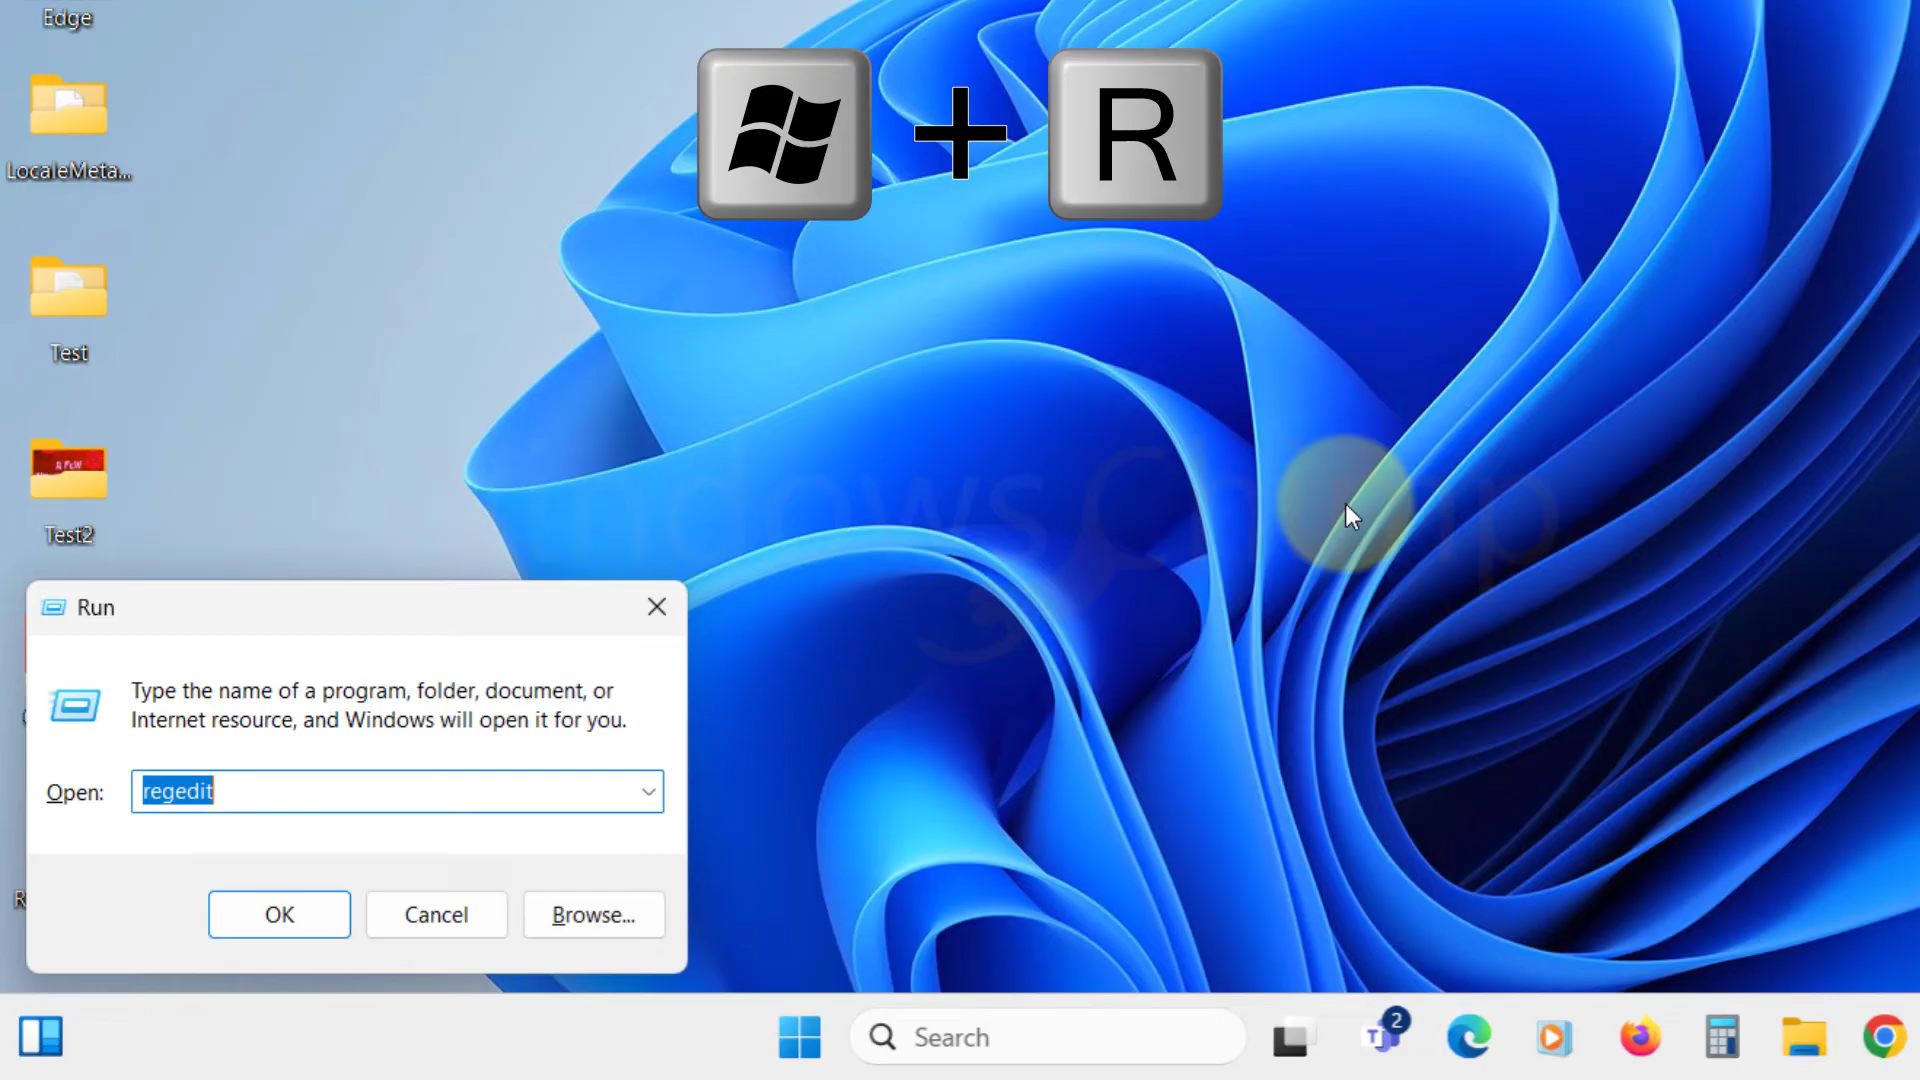 Edge
LocaleMeta...
Test
Test2
+ R
Run
Type the name of a program, folder, document, or
Internet resource, and Windows will open it for you.
Open:
regedit
OK
Cancel
Browse...
Search
2